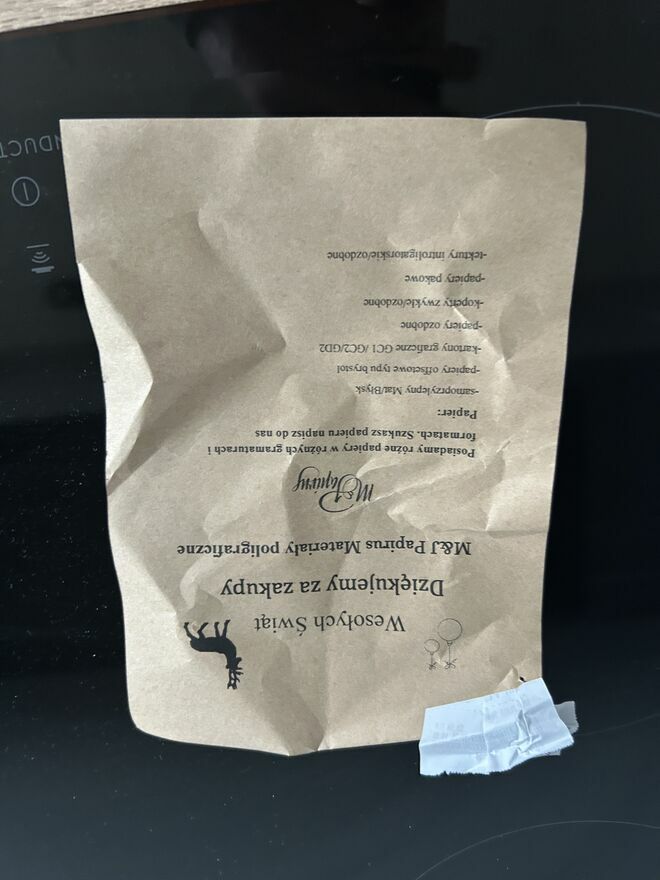 Wesołych Świąt
Dziękujemy za zakupy
M&J Papirus Materiały poligraficzne
Posiadamy różne papiery w różnych gramaturach i
formatach. Szukasz papieru napisz do nas
Papier:
-samoprzylepny Mat/Błysk
-papiery offsetowe typu brystol
-kartony graficzne GC1 /GC2/GD2
-papiery ozdobne
-koperty zwykłe/ozdobne
-papiery pakowe
-tektury introligatorskie/ozdobne